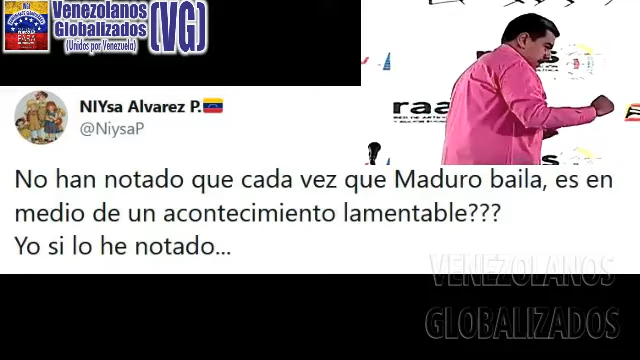 Venezolanos
Globalizados
(Unidos por Venezuela)
(VG)
raa
NIYsa Alvarez P.
@NiysaP
No han notado que cada vez que Maduro baila, es en
medio de un acontecimiento lamentable???
Yo si lo he notado...
VENEZOLANOS
GLOBALIZADOS